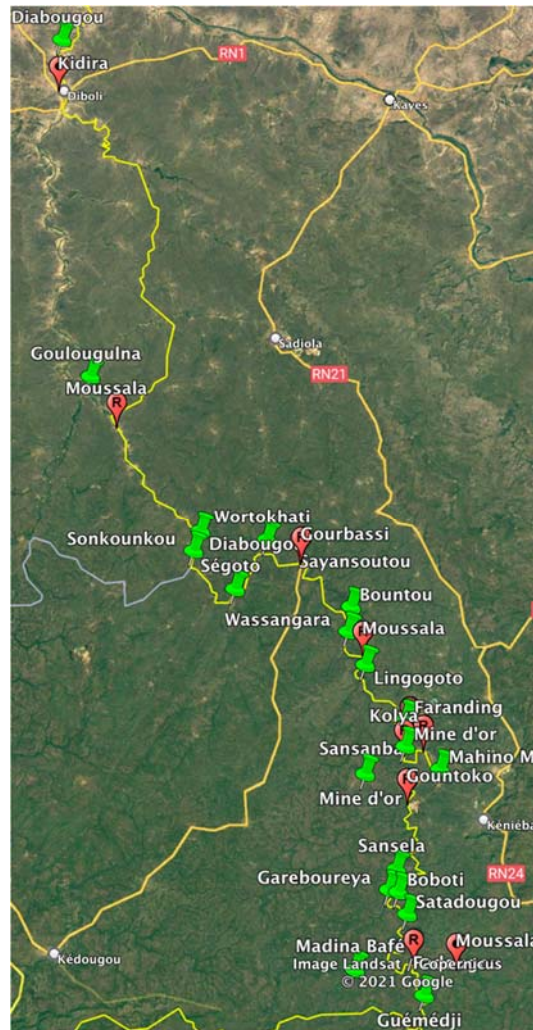 Diabougou
RN1
Kidira
Diboli
Kayes
Sadiola
Goulougulna
RN21
Moussala
R
Wortokhati
Sonkounkou
Diabougou
Gourbassi
Ségoto
Sayansoutou
Bountou
Wassangara
Moussala
Lingogoto
Faranding
Kolya
Mine d'or
Sansanba
Mahino M
Gountoko
Mine d'or
Kéniéba
Sansela
RN24
Gareboureya
Boboti
Satadougou
R
Madina Bafé
Moussala
Kédougou
Image Landsat / Copernicus
© 2021 Google
Guémédji